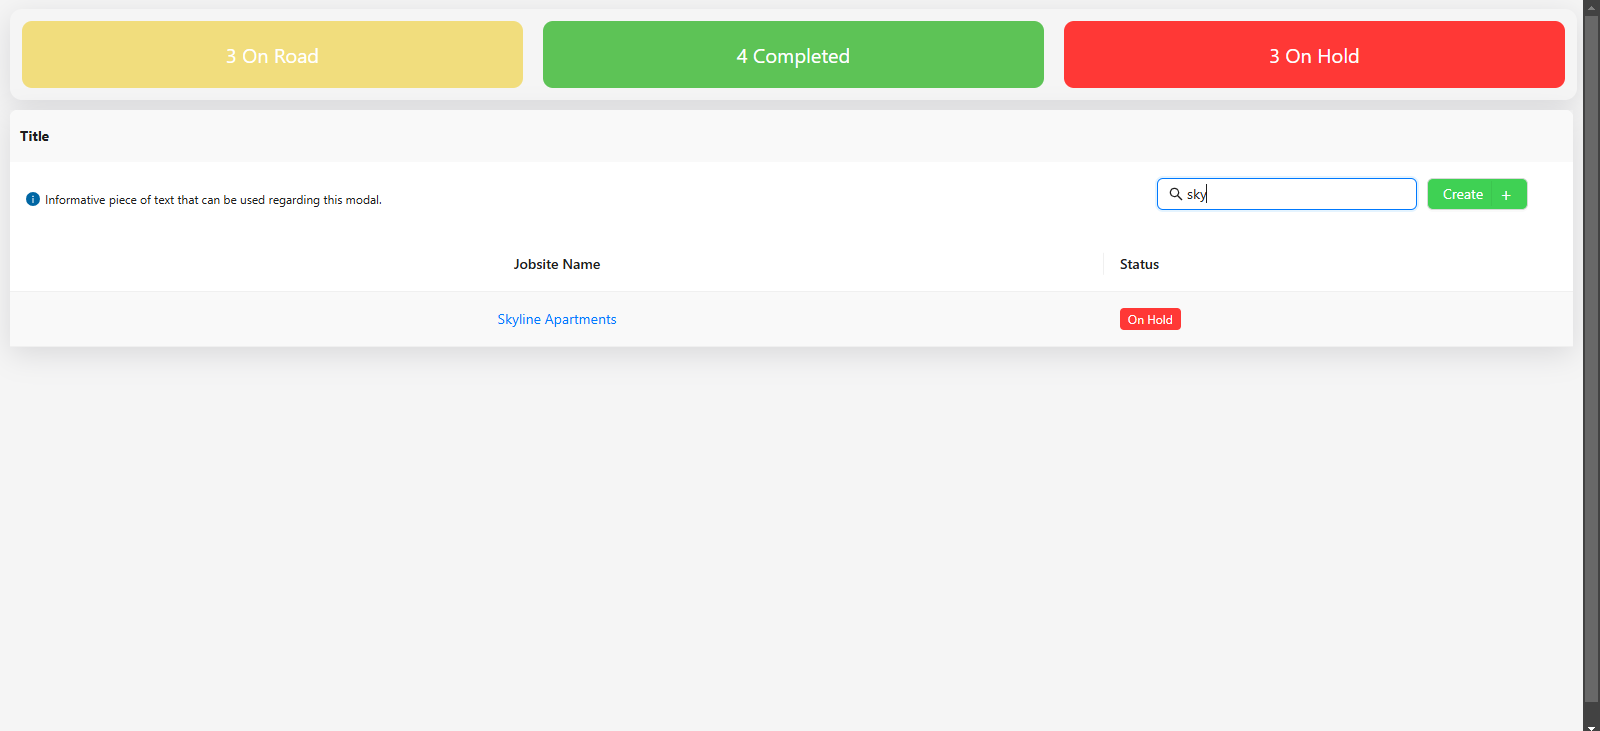 3 On Road
4 Completed
3 On Hold
Title
Informative piece of text that can be used regarding this modal.
sky
Create +
Jobsite Name
Status
Skyline Apartments
On Hold